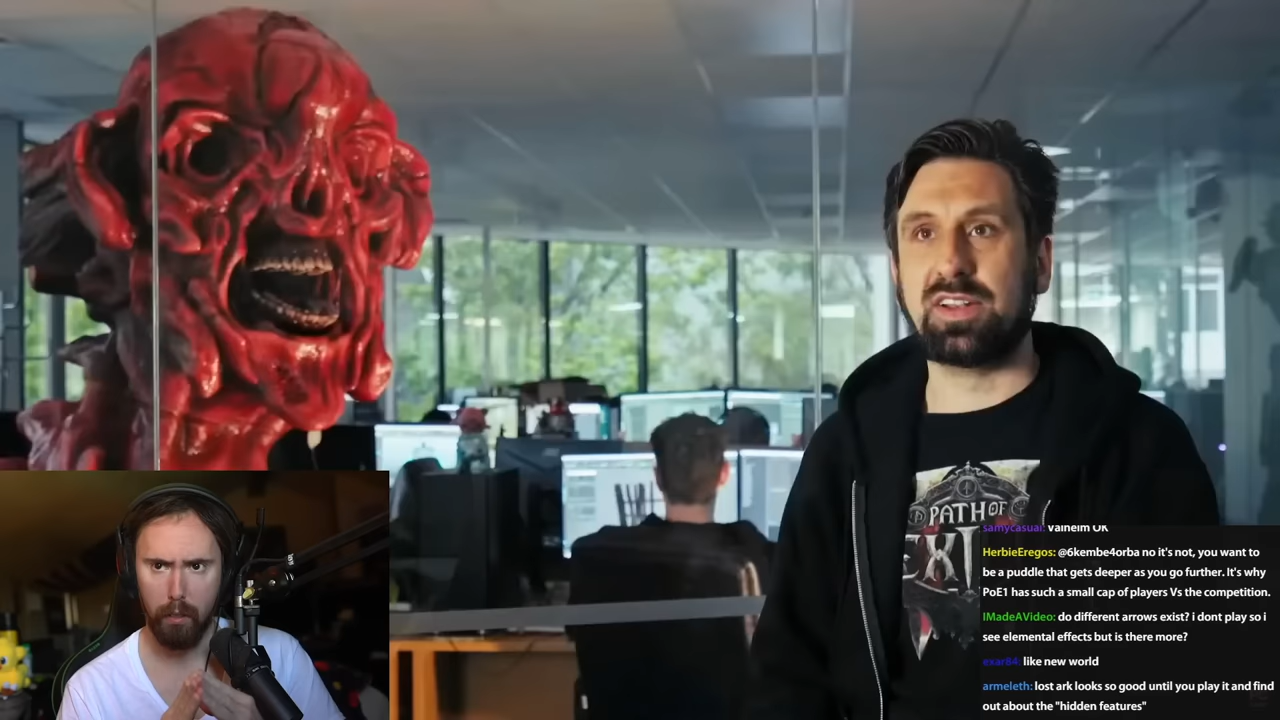 PATH OF
samycasual: valheim OK
HerbieEregos: @6kembe4orba no it's not, you want to
be a puddle that gets deeper as you go further. It's why
PoE1 has such a small cap of players Vs the competition.
IMadeAVideo: do different arrows exist? i dont play so i
see elemental effects but is there more?
exar84: like new world
armeleth: lost ark looks so good until you play it and find
out about the "hidden features"